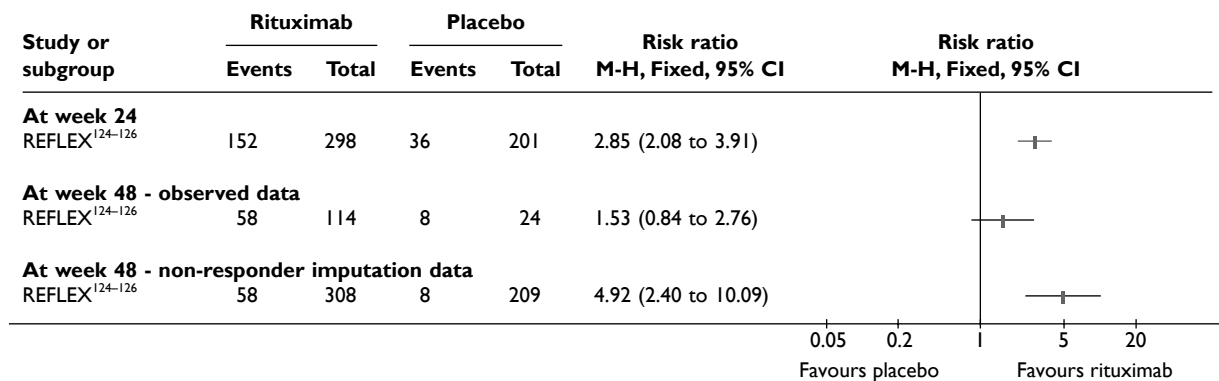 Rituximab Placebo
Study or subgroup Events Total Events Total Risk ratio M-H, Fixed, 95% CI Risk ratio M-H, Fixed, 95% CI
At week 24
REFLEX124–126 152 298 36 201 2.85 (2.08 to 3.91)
At week 48 - observed data
REFLEX124–126 58 114 8 24 1.53 (0.84 to 2.76)
At week 48 - non-responder imputation data
REFLEX124–126 58 308 8 209 4.92 (2.40 to 10.09)
0.05 0.2 1 5 20
Favours placebo Favours rituximab